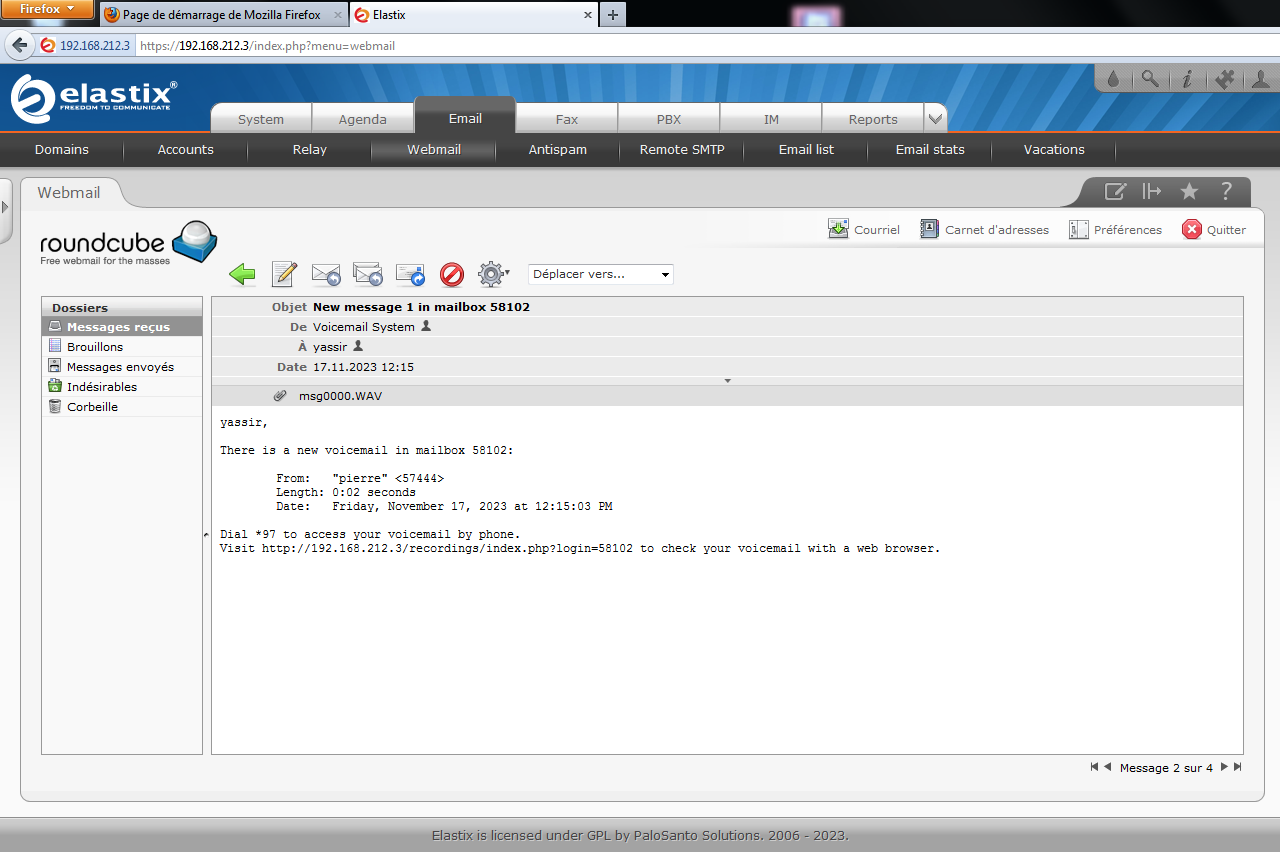 Firefox
Page de démarrage de Mozilla Firefox
Elastix
192.168.212.3
https://192.168.212.3/index.php?menu=webmail
elastix®
FREEDOM TO COMMUNICATE
System Agenda Email Fax PBX IM Reports
Domains Accounts Relay Webmail Antispam Remote SMTP Email list Email stats Vacations
Webmail
roundcube
Free webmail for the masses
Courriel Carnet d'adresses Préférences Quitter
Déplacer vers...
Dossiers
Messages reçus
Brouillons
Messages envoyés
Indésirables
Corbeille
Objet New message 1 in mailbox 58102
De Voicemail System
À yassir
Date 17.11.2023 12:15
msg0000.WAV
yassir,
There is a new voicemail in mailbox 58102:
From: "pierre" <57444>
Length: 0:02 seconds
Date: Friday, November 17, 2023 at 12:15:03 PM
Dial *97 to access your voicemail by phone.
Visit http://192.168.212.3/recordings/index.php?login=58102 to check your voicemail with a web browser.
Message 2 sur 4
Elastix is licensed under GPL by PaloSanto Solutions. 2006 - 2023.